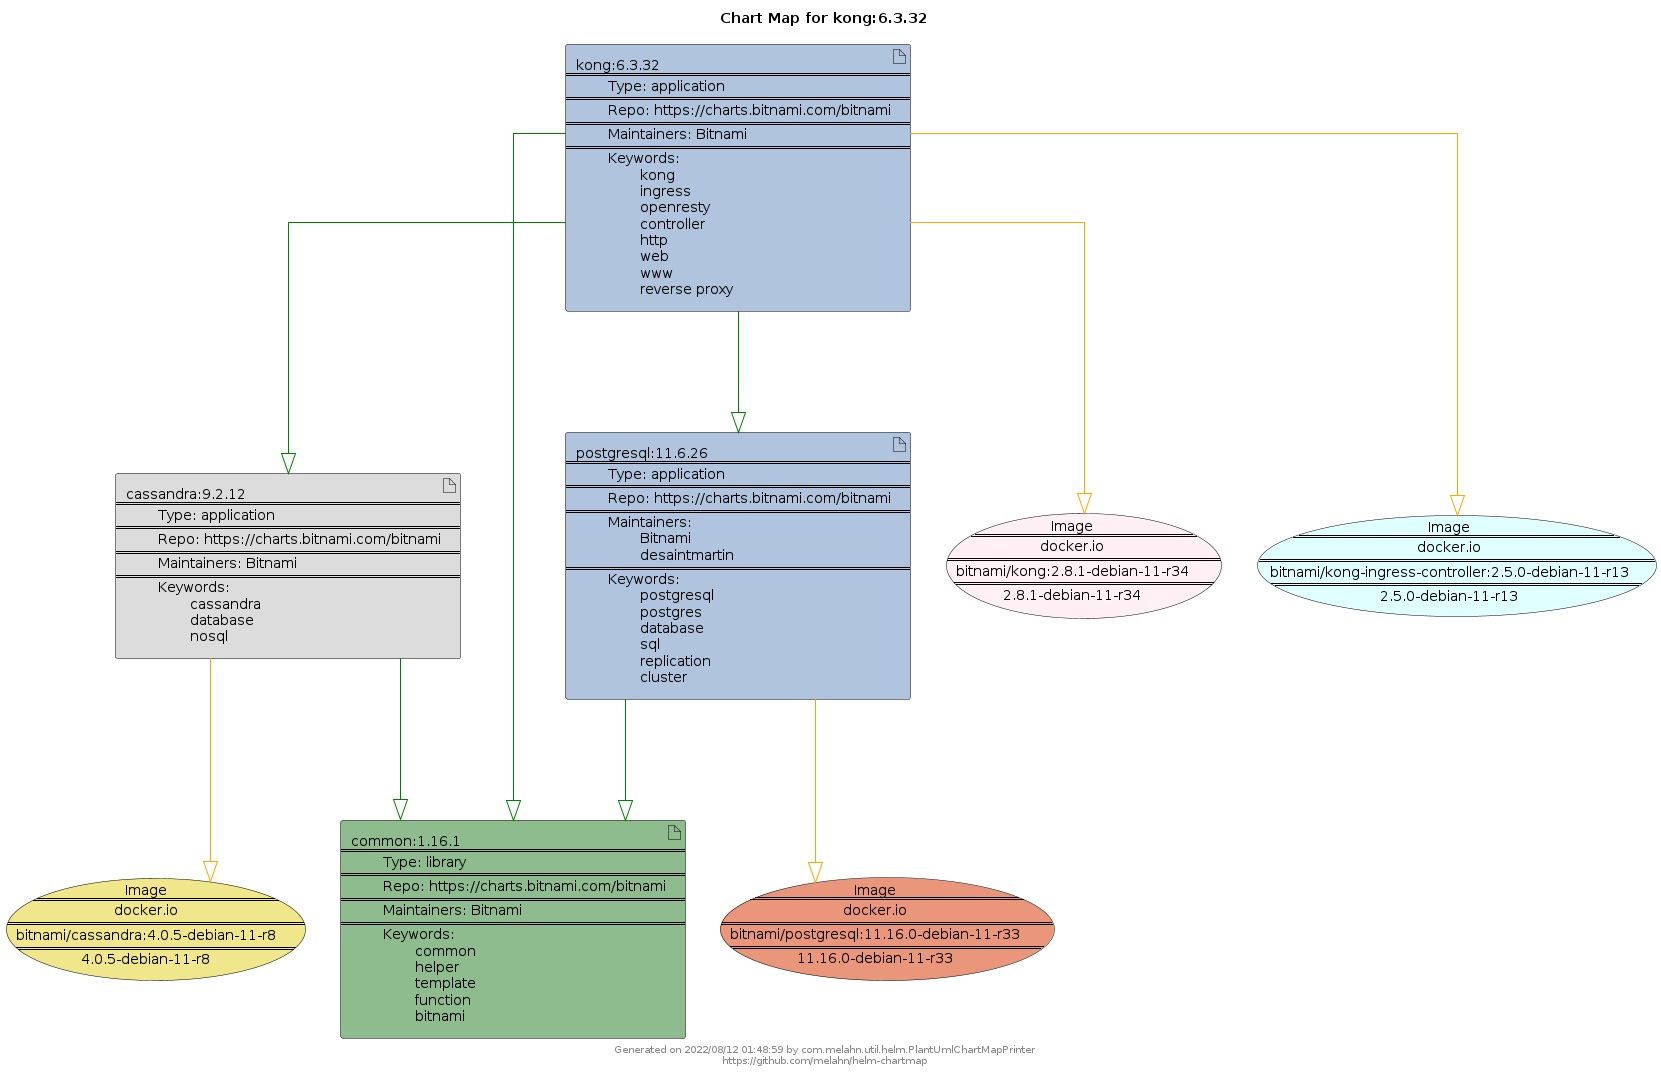 Chart Map for kong:6.3.32
kong:6.3.32
Type: application
Repo: https://charts.bitnami.com/bitnami
Maintainers: Bitnami
Keywords:
kong
ingress
openresty
controller
http
web
www
reverse proxy
cassandra:9.2.12
Type: application
Repo: https://charts.bitnami.com/bitnami
Maintainers: Bitnami
Keywords:
cassandra
database
nosql
postgresql:11.6.26
Type: application
Repo: https://charts.bitnami.com/bitnami
Maintainers:
Bitnami
desaintmartin
Keywords:
postgresql
postgres
database
sql
replication
cluster
Image
docker.io
bitnami/kong:2.8.1-debian-11-r34
2.8.1-debian-11-r34
Image
docker.io
bitnami/kong-ingress-controller:2.5.0-debian-11-r13
2.5.0-debian-11-r13
Image
docker.io
bitnami/cassandra:4.0.5-debian-11-r8
4.0.5-debian-11-r8
common:1.16.1
Type: library
Repo: https://charts.bitnami.com/bitnami
Maintainers: Bitnami
Keywords:
common
helper
template
function
bitnami
Image
docker.io
bitnami/postgresql:11.16.0-debian-11-r33
11.16.0-debian-11-r33
Generated on 2022/08/12 01:48:59 by com.melahn.util.helm.PlantUmlChartMapPrinter
https://github.com/melahn/helm-chartmap